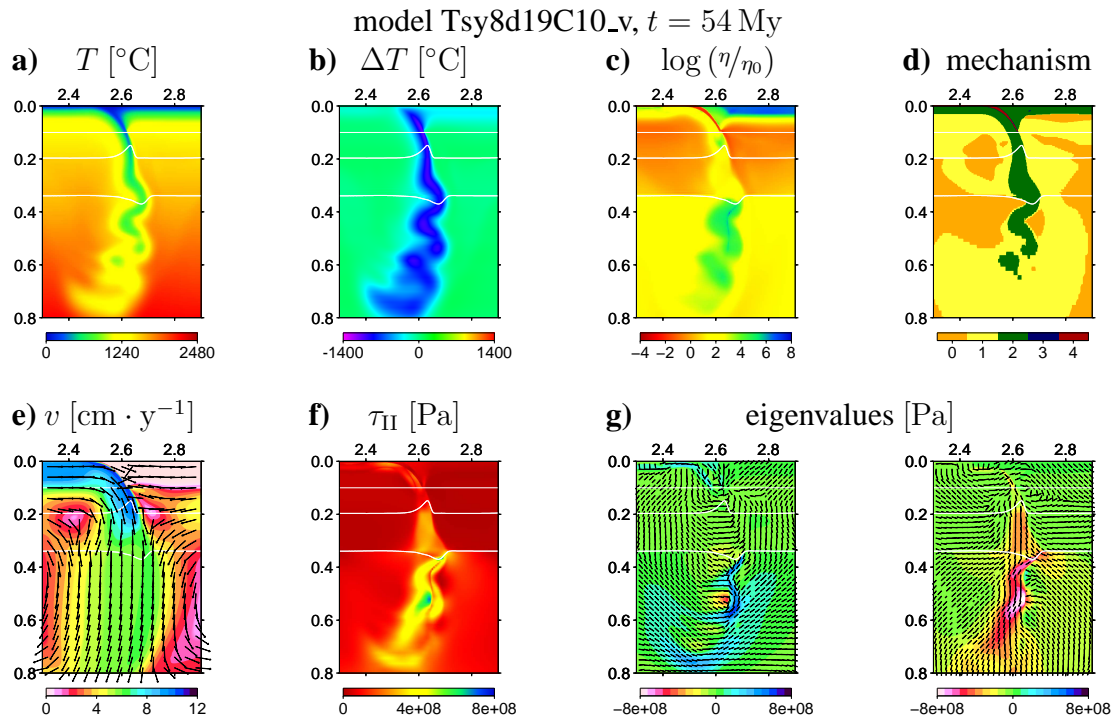 model Tsy8d19C10_v, t = 54 My
a) T [°C]
b) ΔT [°C]
c) log (η/η0)
d) mechanism
2.4 2.6 2.8
2.4 2.6 2.8
2.4 2.6 2.8
2.4 2.6 2.8
0.0
0.2
0.4
0.6
0.8
0.0
0.2
0.4
0.6
0.8
0.0
0.2
0.4
0.6
0.8
0.0
0.2
0.4
0.6
0.8
0 1240 2480
-1400 0 1400
−4 −2 0 2 4 6 8
0 1 2 3 4
e) v [cm · y−1]
f) τII [Pa]
g) eigenvalues [Pa]
2.4 2.6 2.8
2.4 2.6 2.8
2.4 2.6 2.8
2.4 2.6 2.8
0.0
0.2
0.4
0.6
0.8
0.0
0.2
0.4
0.6
0.8
0.0
0.2
0.4
0.6
0.8
0.0
0.2
0.4
0.6
0.8
0 4 8 12
0 4e+08 8e+08
−8e+08 0 8e+08
−8e+08 0 8e+08